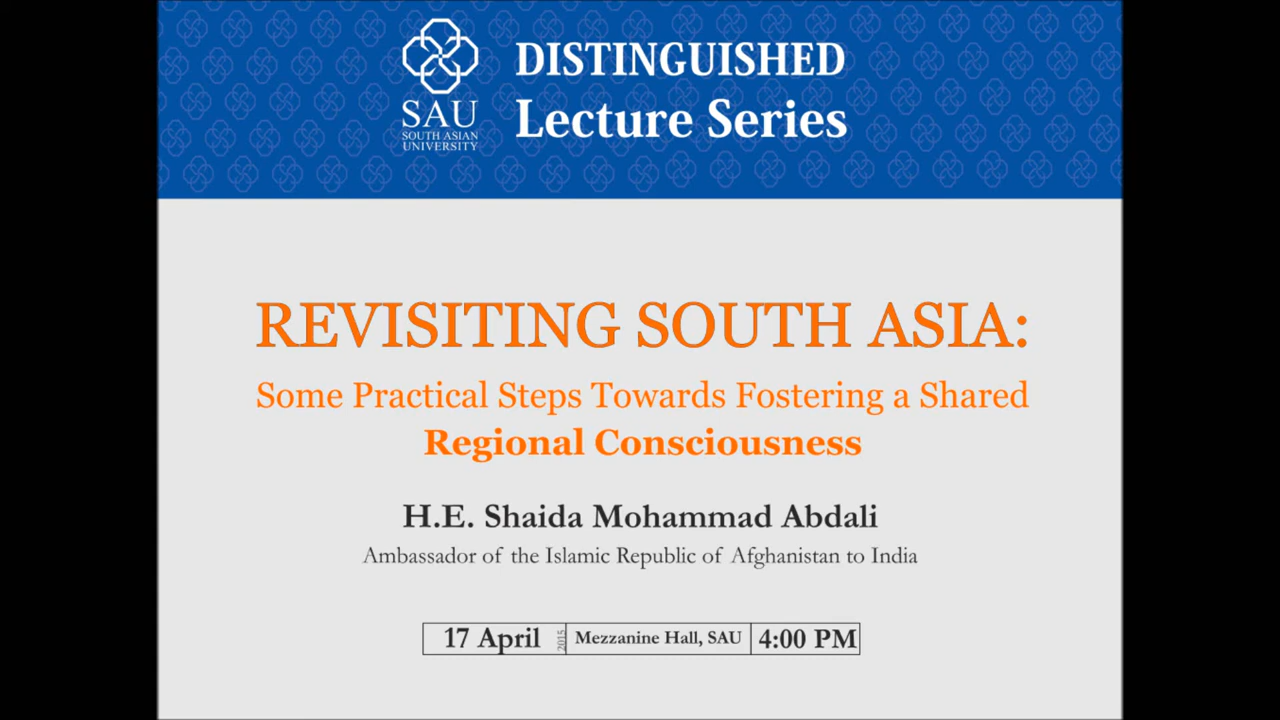 SAU
SOUTH ASIAN
UNIVERSITY
DISTINGUISHED
Lecture Series
REVISITING SOUTH ASIA:
Some Practical Steps Towards Fostering a Shared
Regional Consciousness
H.E. Shaida Mohammad Abdali
Ambassador of the Islamic Republic of Afghanistan to India
17 April 2015 Mezzanine Hall, SAU 4:00 PM